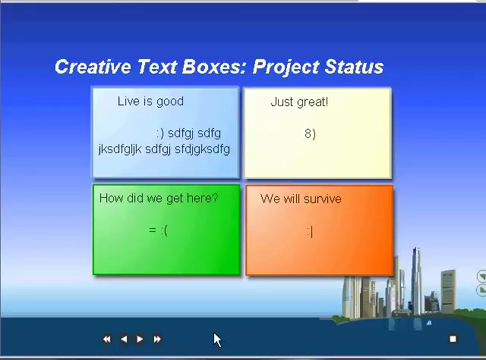 Creative Text Boxes: Project Status
Live is good
:) sdfgj sdfg
jksdfgljk sdfgj sfdjgksdfg
Just great!
8)
How did we get here?
= :(
We will survive
:|